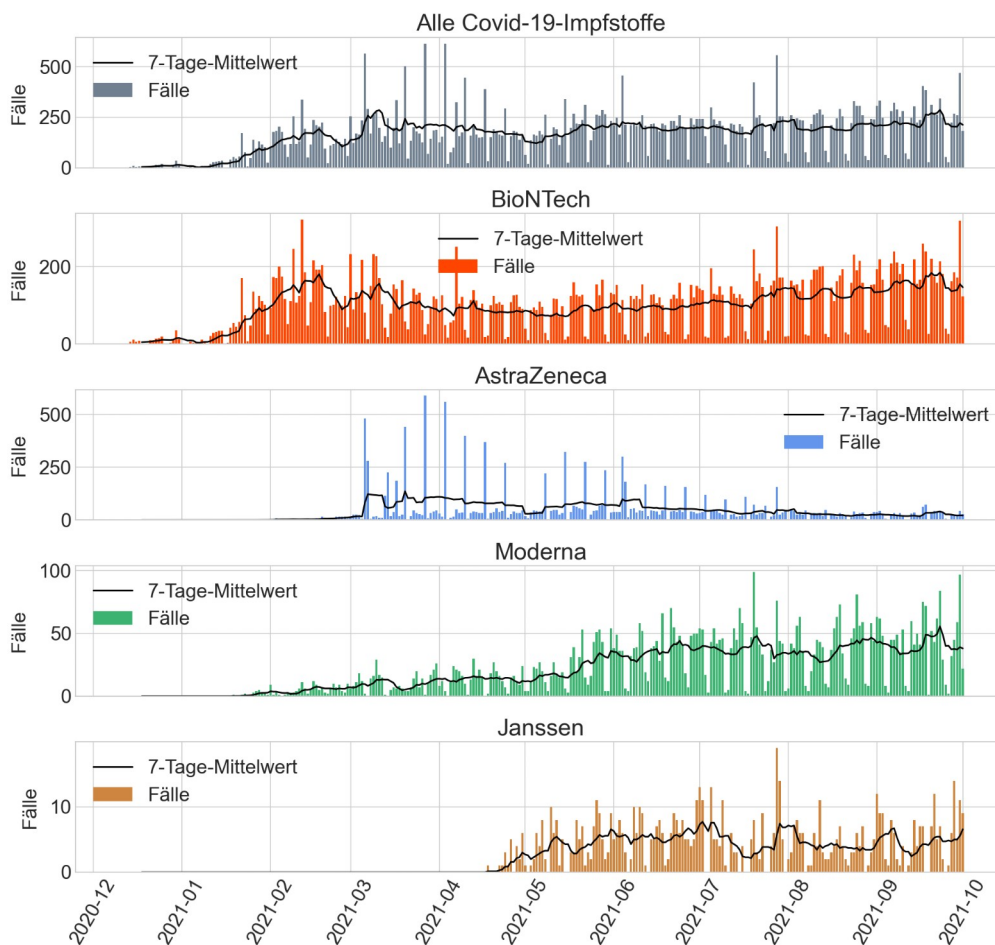 Alle Covid-19-Impfstoffe
Fälle
500
250
0
7-Tage-Mittelwert
Fälle
BioNTech
Fälle
200
0
7-Tage-Mittelwert
Fälle
AstraZeneca
Fälle
500
250
0
7-Tage-Mittelwert
Fälle
Moderna
Fälle
100
50
0
7-Tage-Mittelwert
Fälle
Janssen
Fälle
10
0
7-Tage-Mittelwert
Fälle
2020-12
2021-01
2021-02
2021-03
2021-04
2021-05
2021-06
2021-07
2021-08
2021-09
2021-10